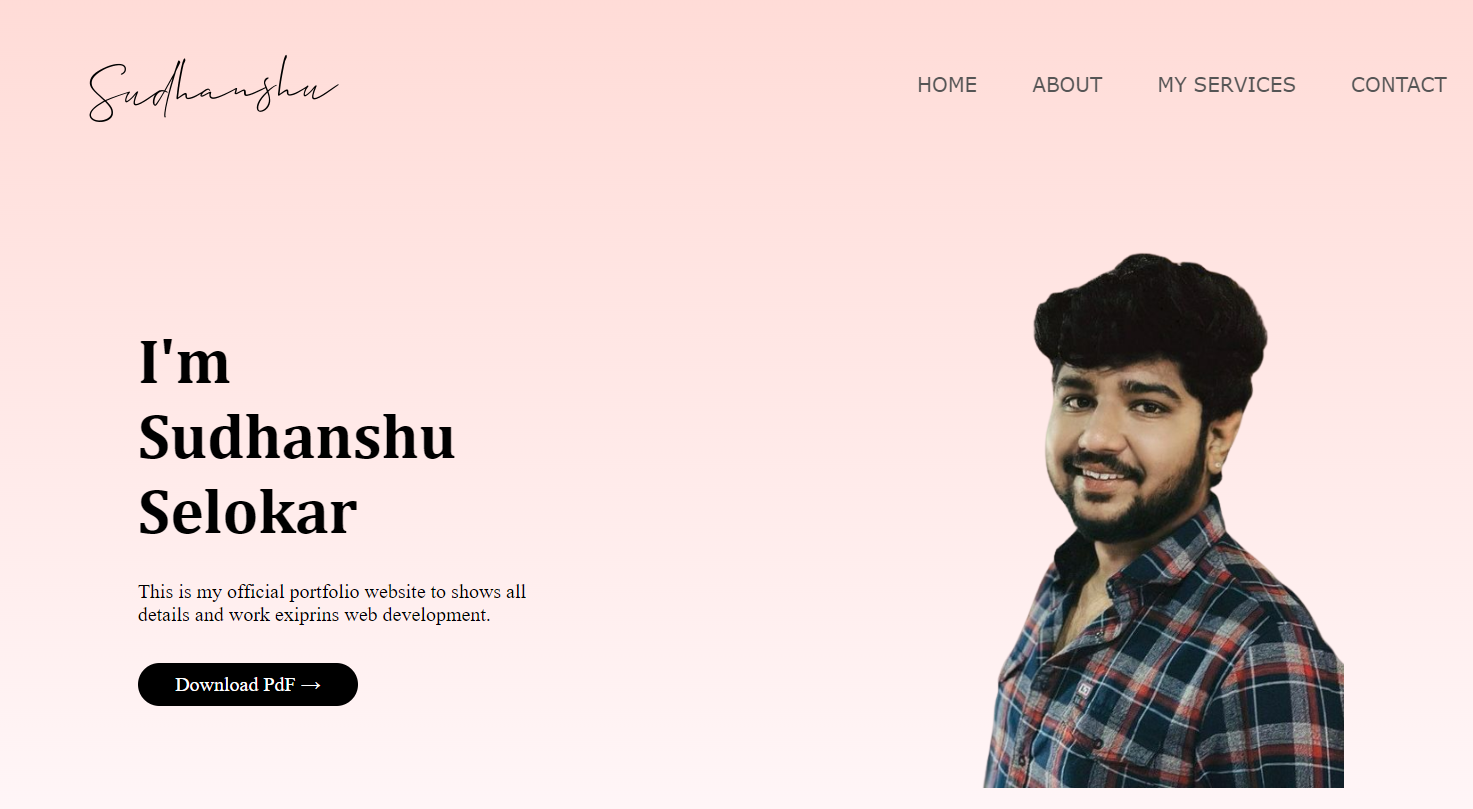 Sudhanshu
HOME ABOUT MY SERVICES CONTACT
I'm
Sudhanshu
Selokar
This is my official portfolio website to shows all
details and work exiprins web development.
Download PdF →